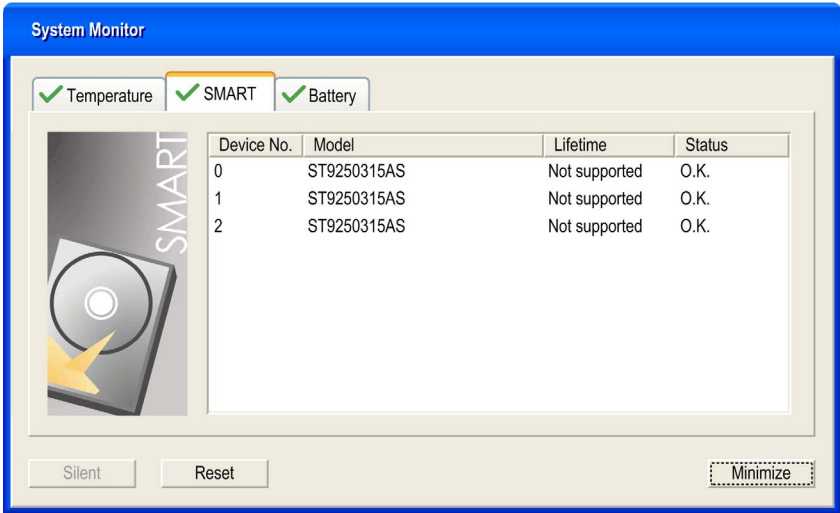 System Monitor
Temperature SMART Battery
SMART
Device No. Model Lifetime Status
0 ST9250315AS Not supported O.K.
1 ST9250315AS Not supported O.K.
2 ST9250315AS Not supported O.K.
Silent Reset Minimize